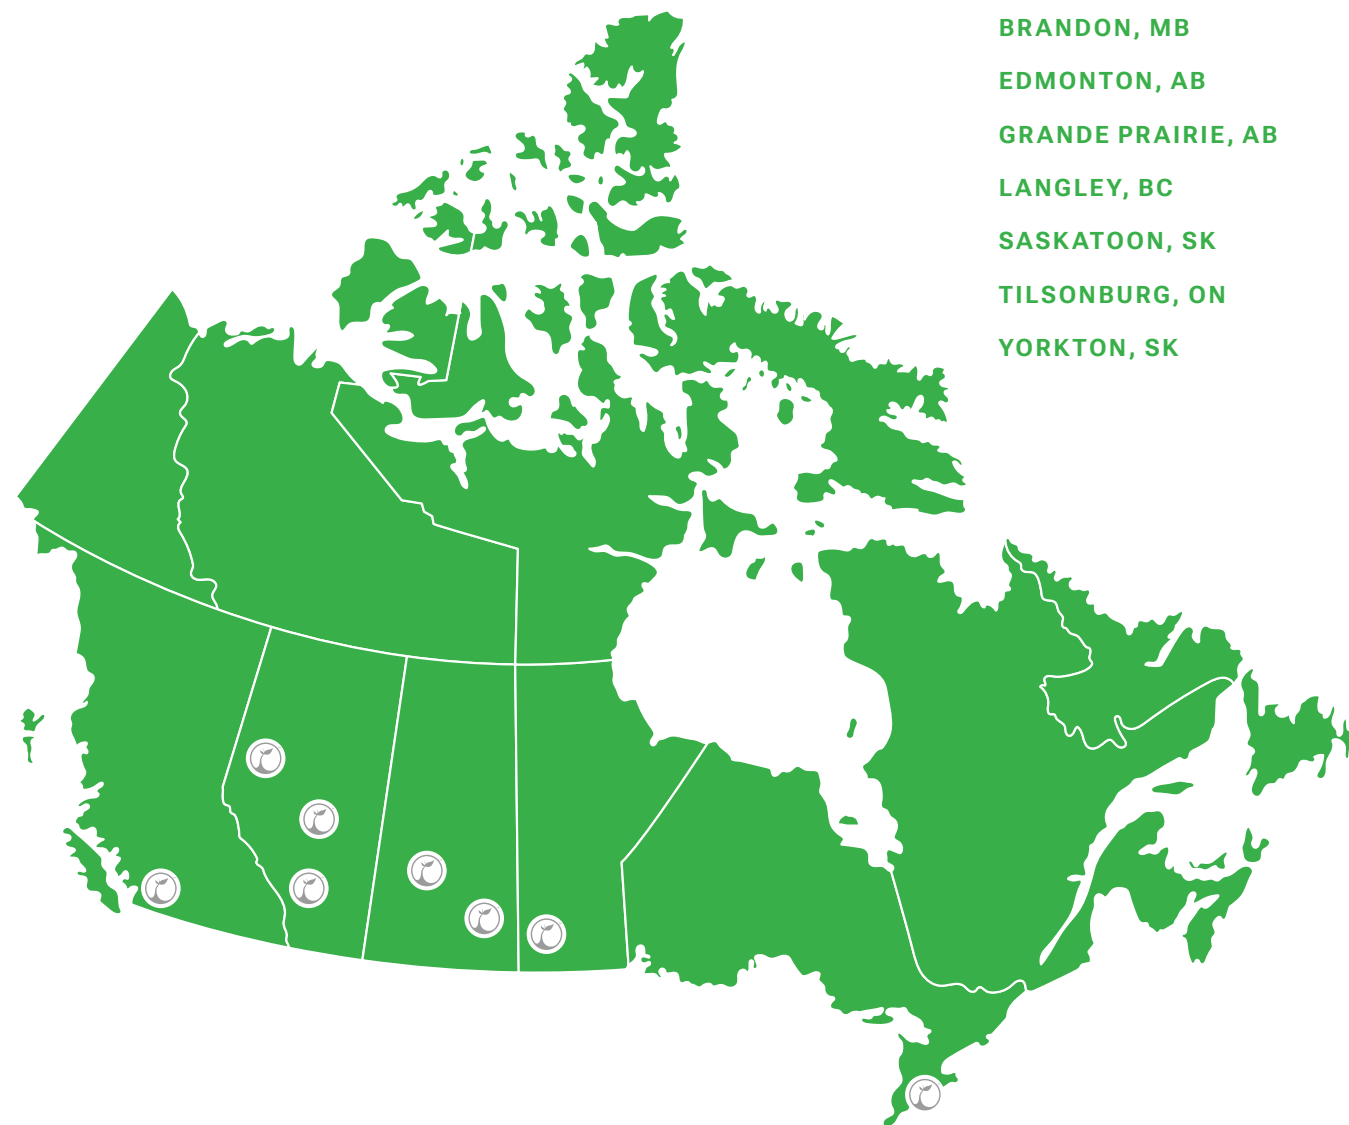 BRANDON, MB
EDMONTON, AB
GRANDE PRAIRIE, AB
LANGLEY, BC
SASKATOON, SK
TILSONBURG, ON
YORKTON, SK